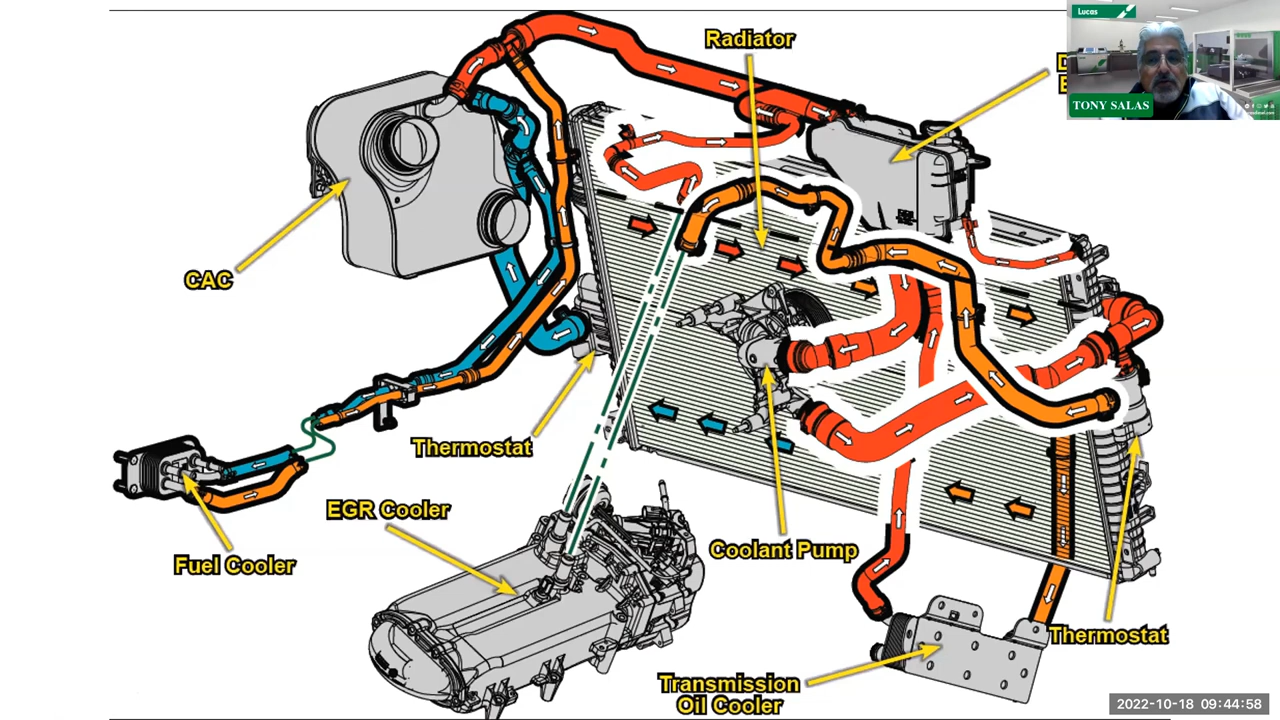 Radiator
Lucas
TONY SALAS
CAC
Thermostat
EGR Cooler
Fuel Cooler
Coolant Pump
Thermostat
Transmission
Oil Cooler
2022-10-18 09:44:58